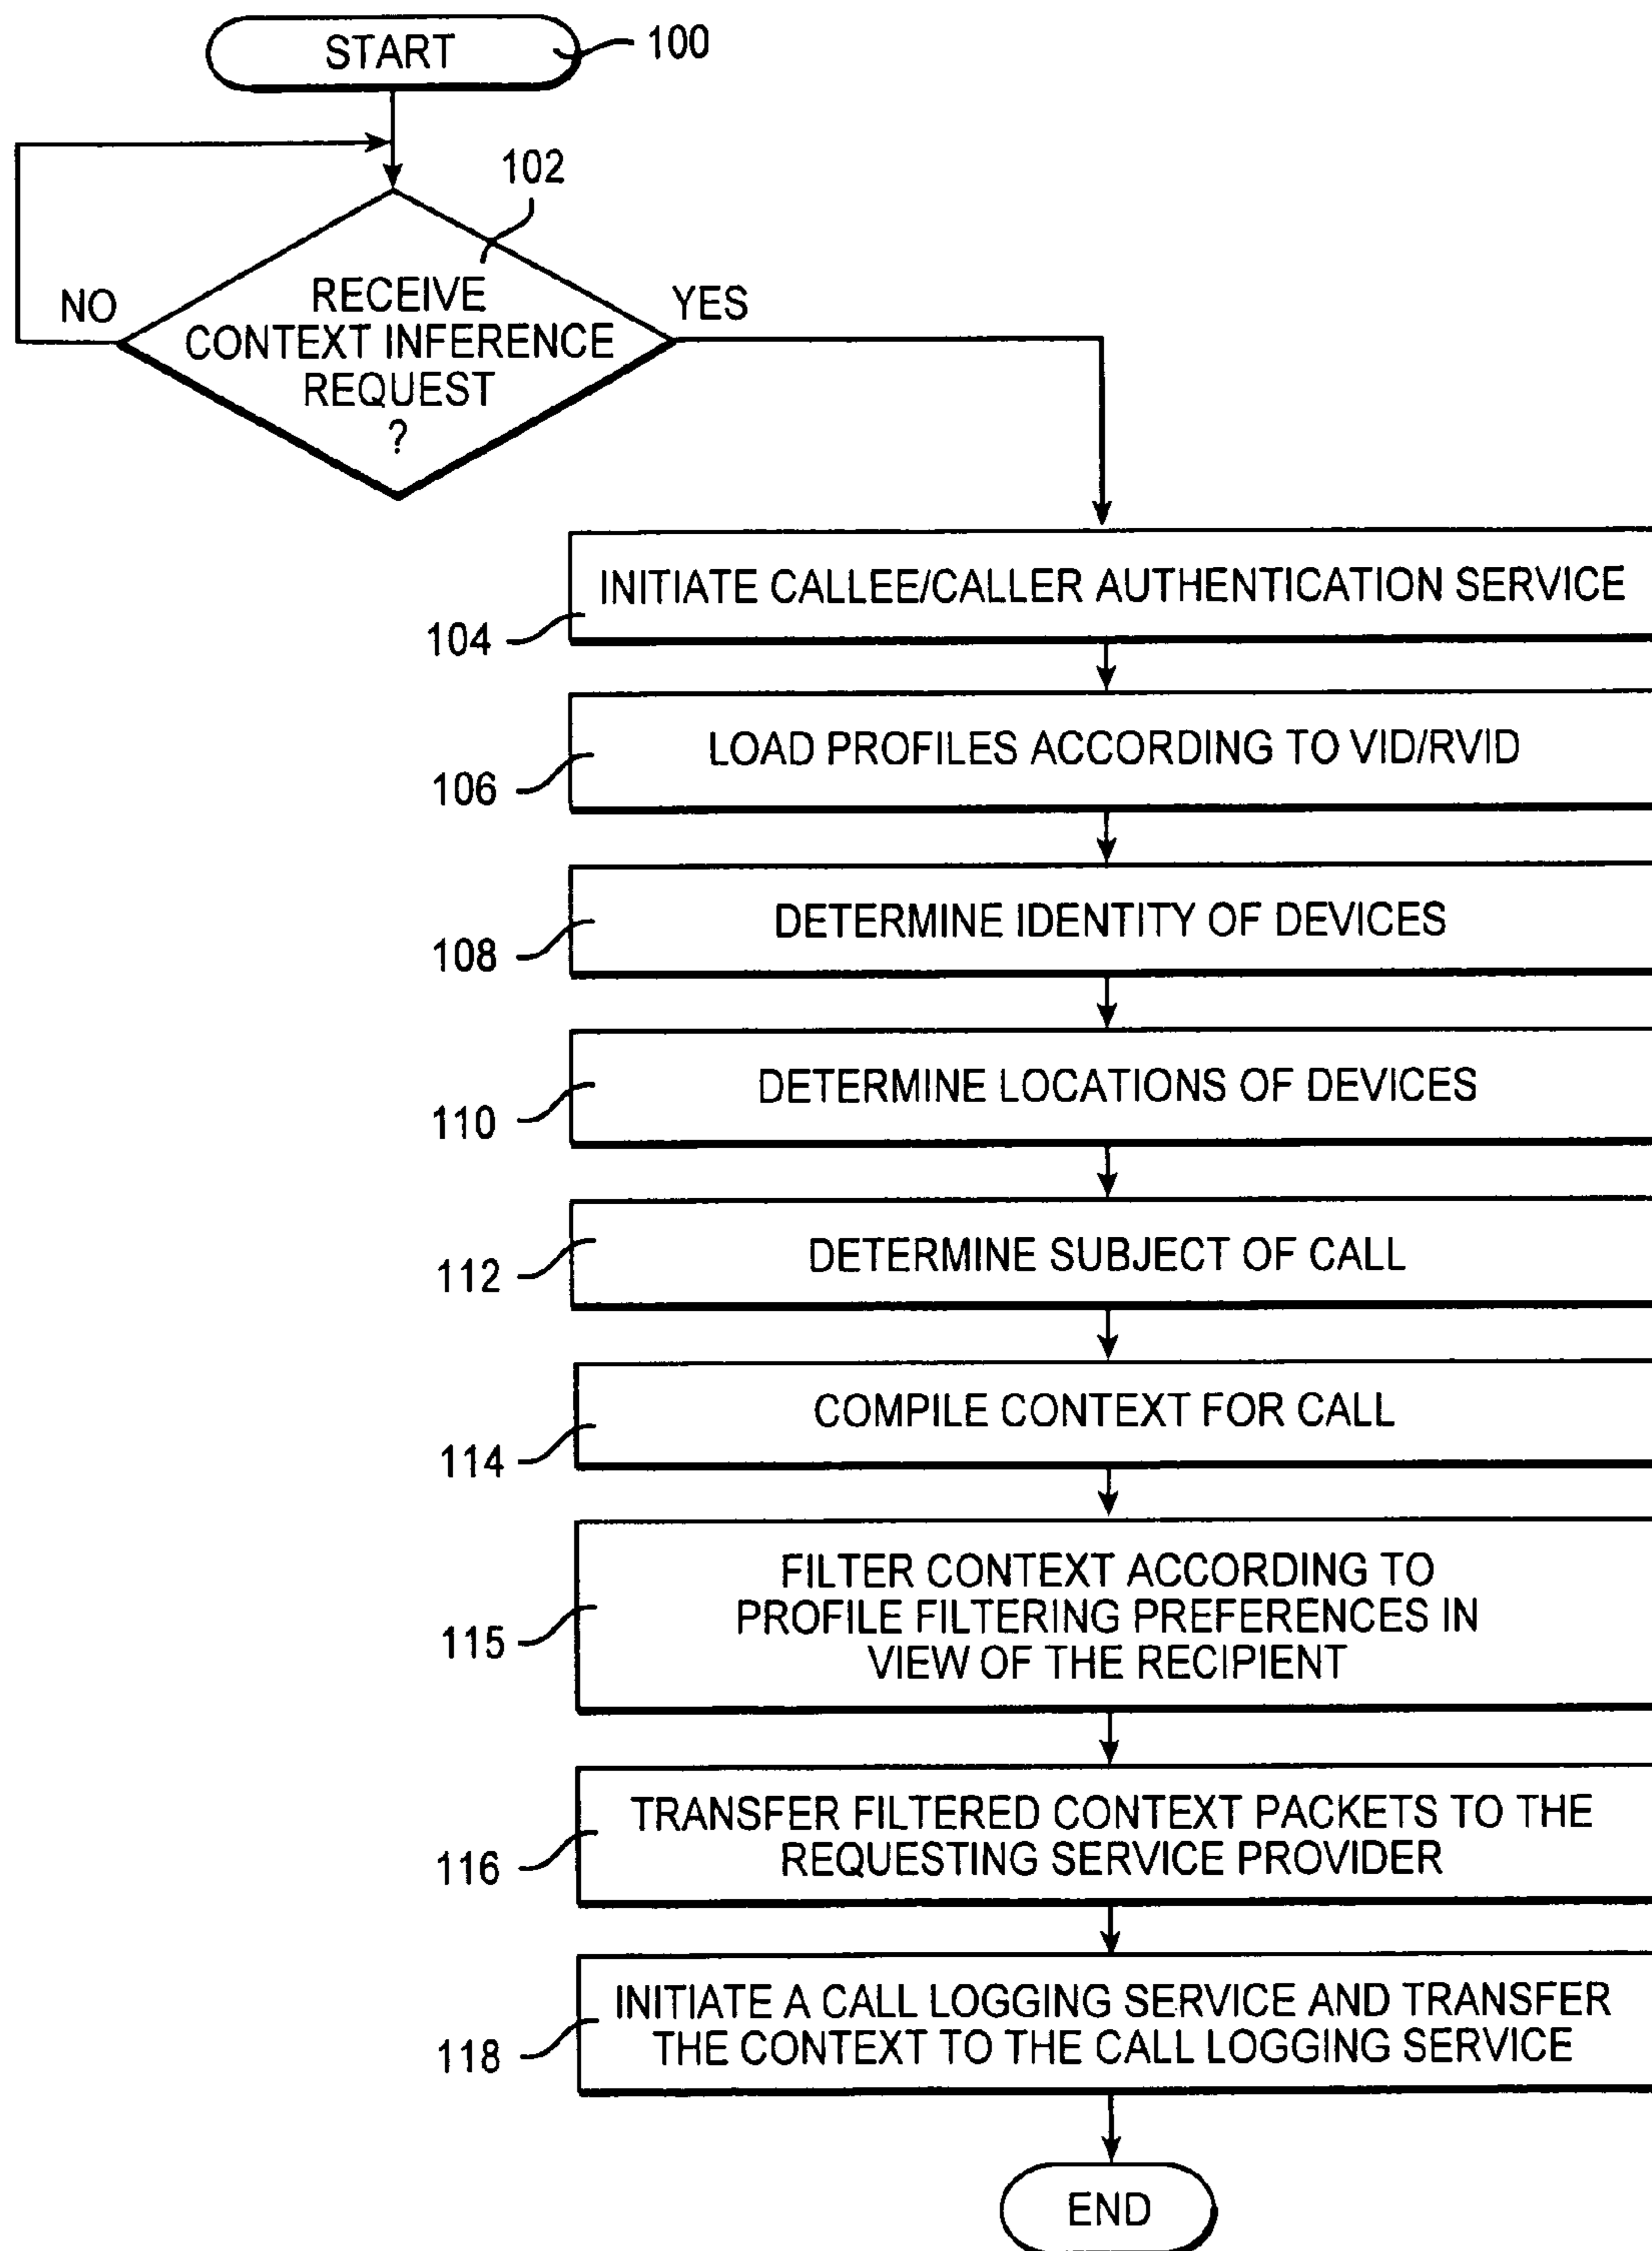 START
100
102
NO
YES
RECEIVE
CONTEXT INFERENCE
REQUEST
?
INITIATE CALLEE/CALLER AUTHENTICATION SERVICE
104
LOAD PROFILES ACCORDING TO VID/RVID
106
DETERMINE IDENTITY OF DEVICES
108
DETERMINE LOCATIONS OF DEVICES
110
DETERMINE SUBJECT OF CALL
112
COMPILE CONTEXT FOR CALL
114
FILTER CONTEXT ACCORDING TO
PROFILE FILTERING PREFERENCES IN
VIEW OF THE RECIPIENT
115
TRANSFER FILTERED CONTEXT PACKETS TO THE
REQUESTING SERVICE PROVIDER
116
INITIATE A CALL LOGGING SERVICE AND TRANSFER
THE CONTEXT TO THE CALL LOGGING SERVICE
118
END